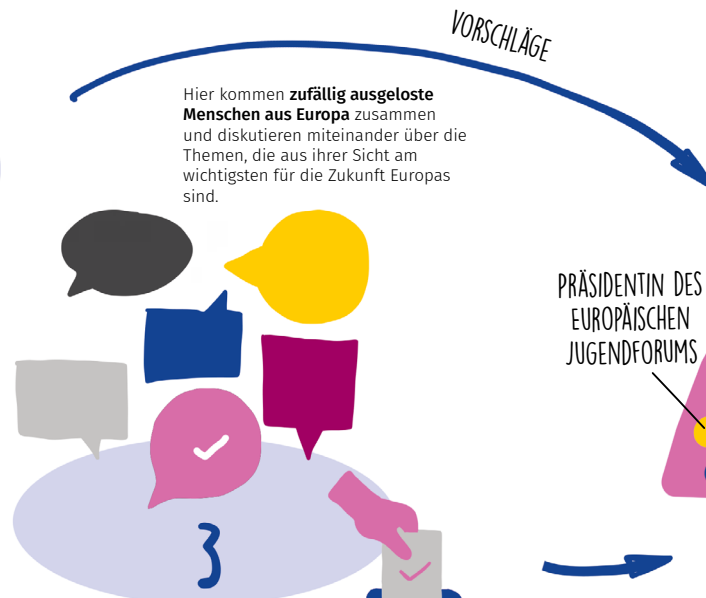 VORSCHLÄGE
Hier kommen zufällig ausgeloste
Menschen aus Europa zusammen
und diskutieren miteinander über die
Themen, die aus ihrer Sicht am
wichtigsten für die Zukunft Europas
sind.
PRÄSIDENTIN DES
EUROPÄISCHEN
JUGENDFORUMS
3